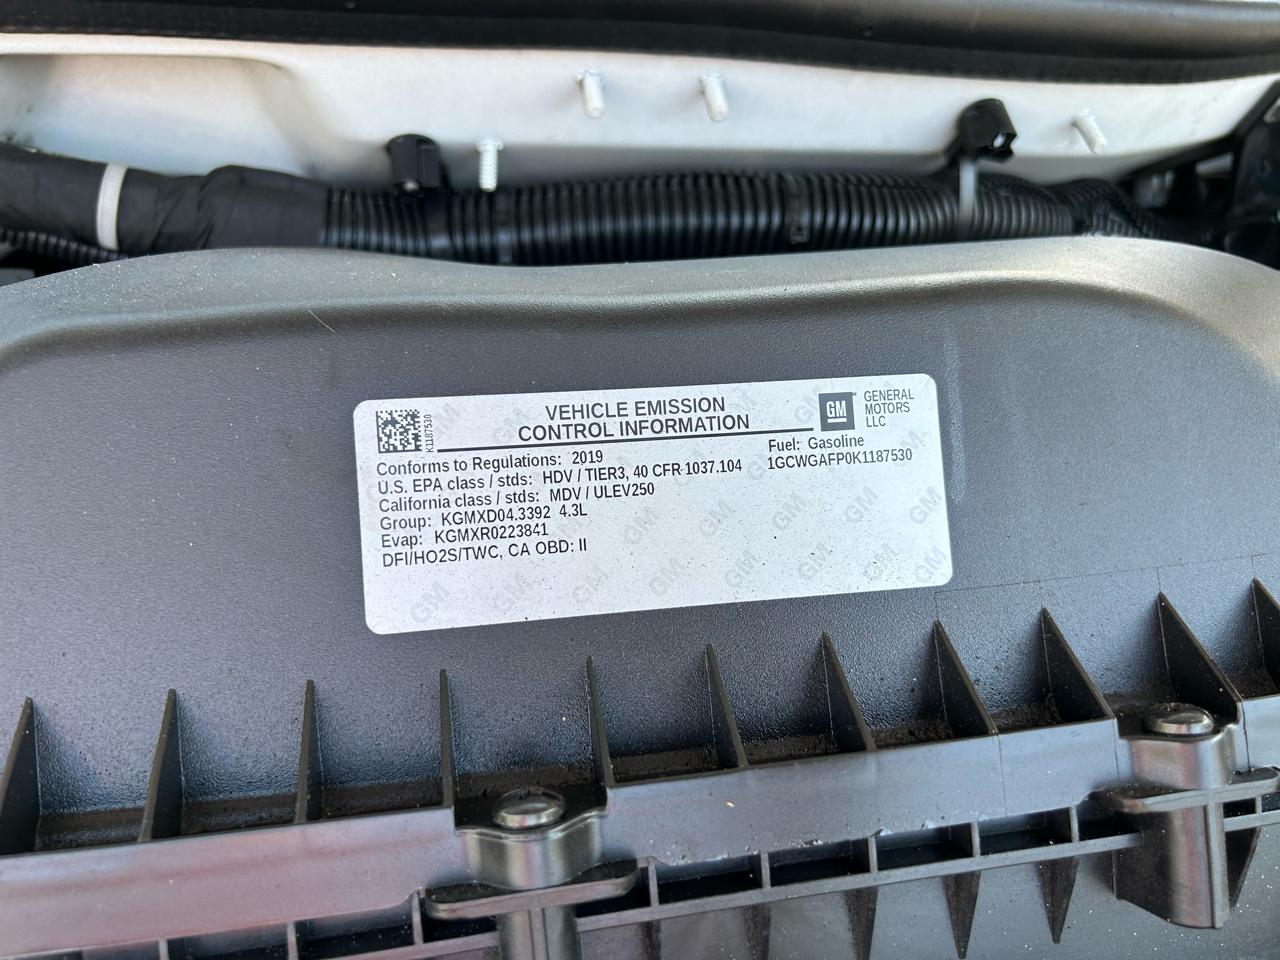 VEHICLE EMISSION
CONTROL INFORMATION
GM
GENERAL
MOTORS
LLC
K1187530
Conforms to Regulations: 2019
Fuel: Gasoline
U.S. EPA class / stds: HDV / TIER3, 40 CFR 1037.104
1GCWGAFP0K1187530
California class / stds: MDV / ULEV250
Group: KGMXD04.3392 4.3L
Evap: KGMXR0223841
DFI/HO2S/TWC, CA OBD: II